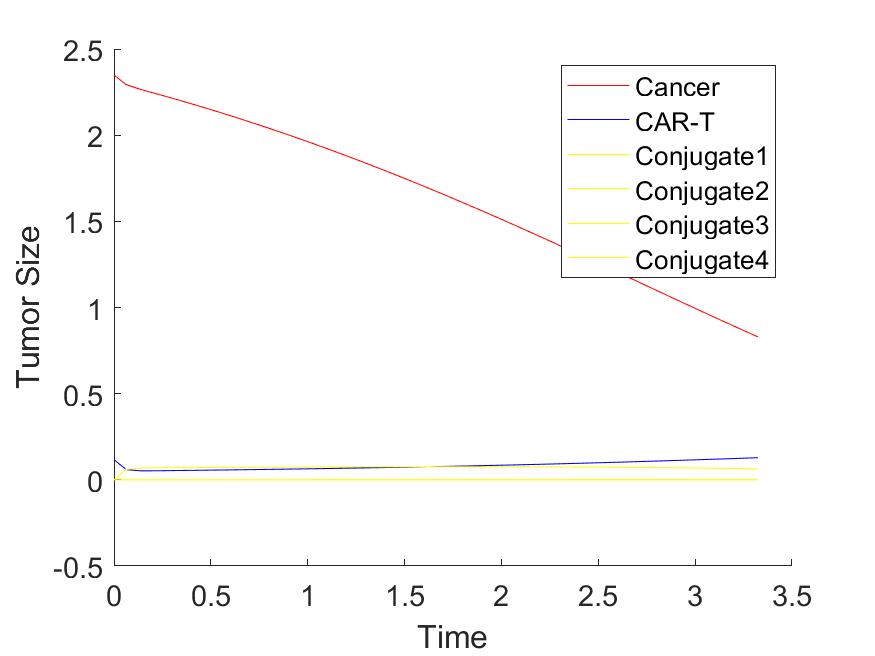 2.5
2
1.5
1
0.5
0
-0.5
Tumor Size
Cancer
CAR-T
Conjugate1
Conjugate2
Conjugate3
Conjugate4
0 0.5 1 1.5 2 2.5 3 3.5
Time